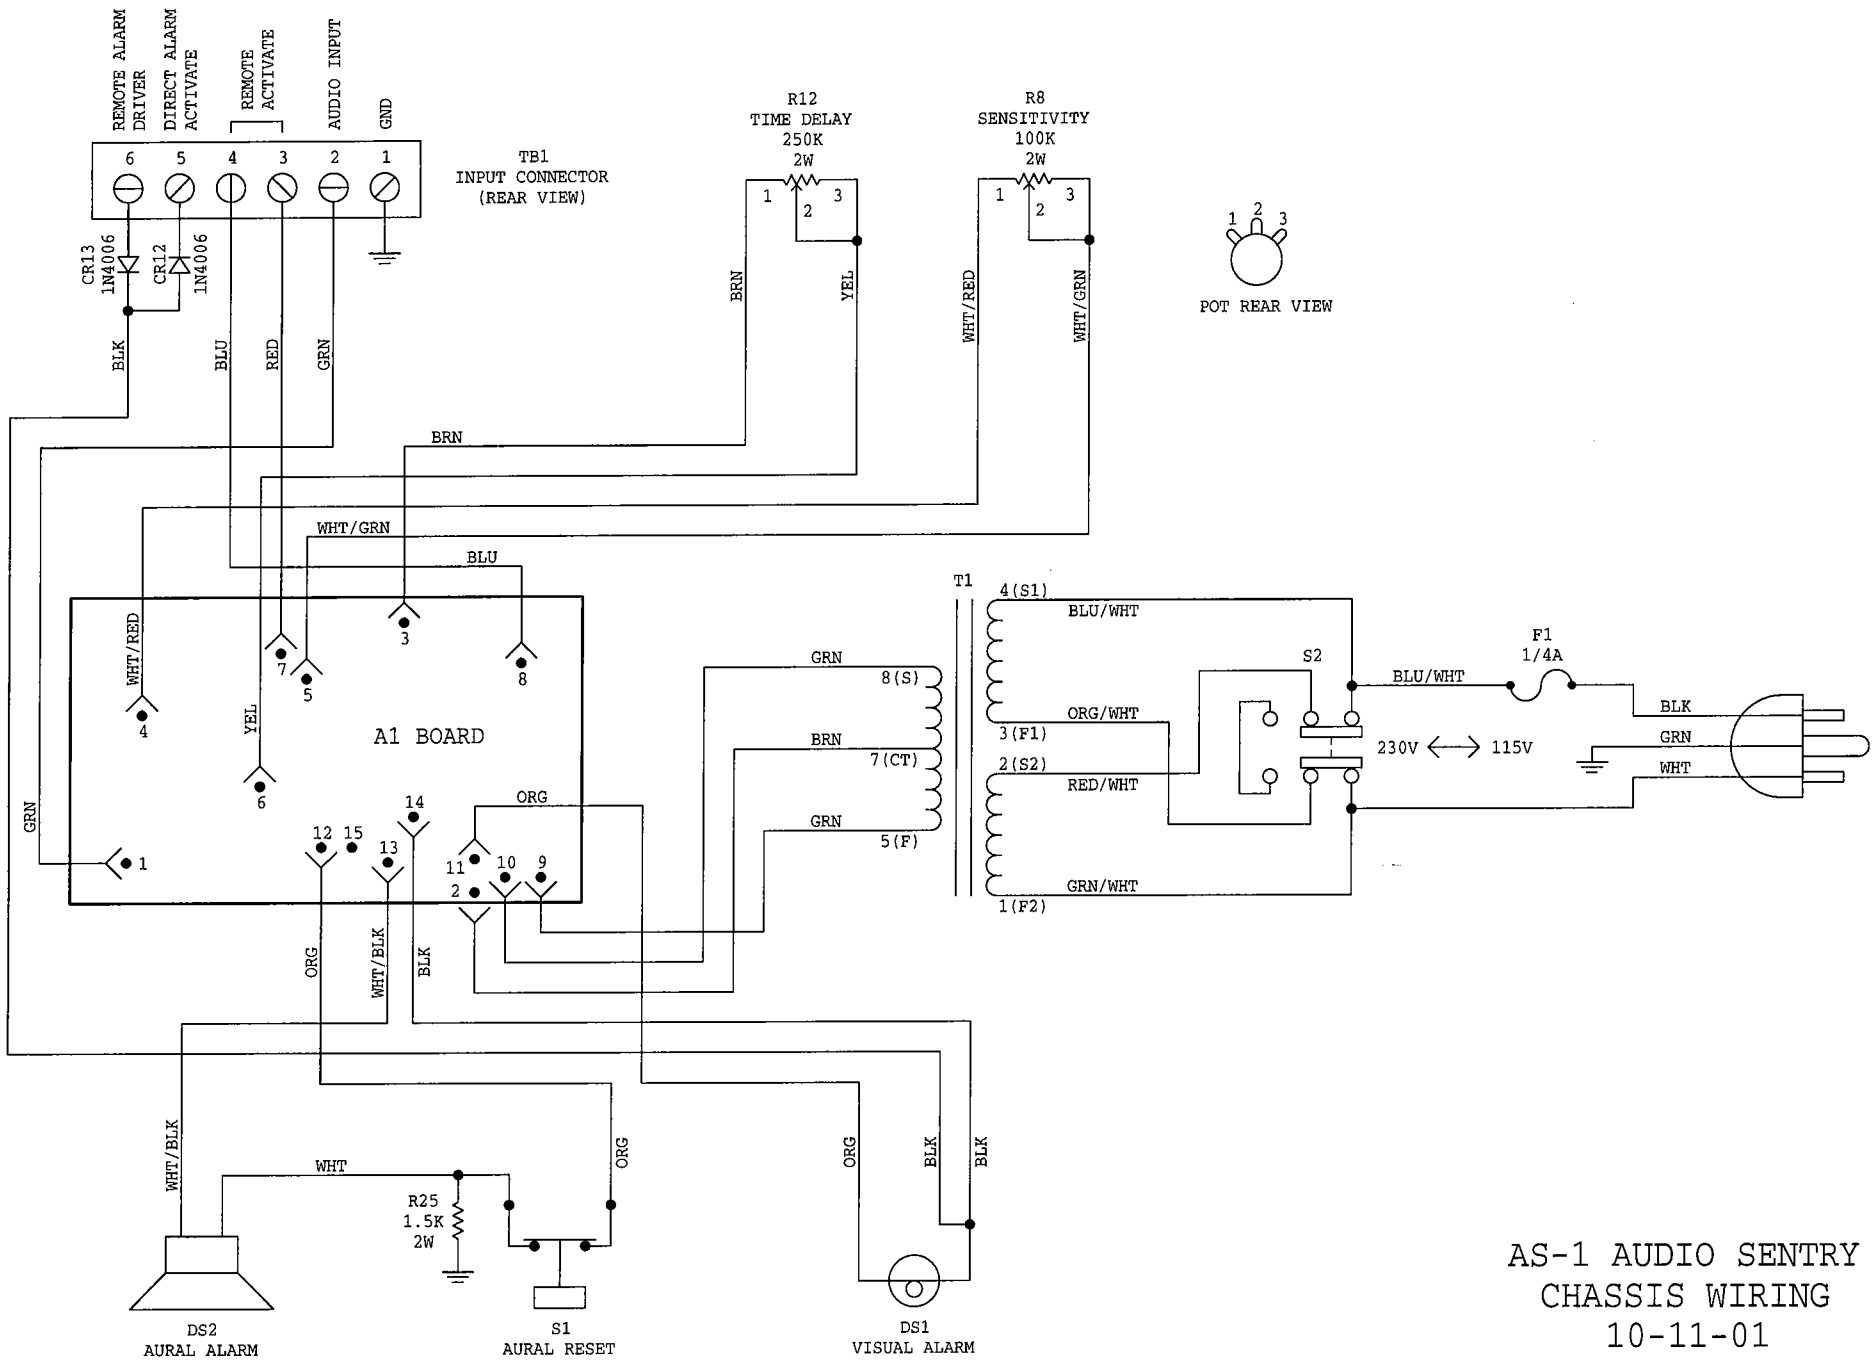 REMOTE ALARM
DRIVER
DIRECT ALARM
ACTIVATE
REMOTE
ACTIVATE
AUDIO INPUT
GND
6 5 4 3 2 1
TB1
INPUT CONNECTOR
(REAR VIEW)
CR13
1N4006
CR12
1N4006
BLK
BLU
RED
GRN
R12
TIME DELAY
250K
2W
1 2 3
BRN
YEL
R8
SENSITIVITY
100K
2W
1 2 3
WHT/RED
WHT/GRN
1 2 3
POT REAR VIEW
BRN
WHT/GRN
BLU
WHT/RED
4
YEL
6
7
5
3
8
A1 BOARD
GRN
1
12 15
13
14
11
2
10
9
ORG
ORG
WHT/BLK
BLK
GRN
8(S)
BRN
7(CT)
GRN
5(F)
T1
4(S1)
BLU/WHT
ORG/WHT
3(F1)
2(S2)
RED/WHT
GRN/WHT
1(F2)
S2
230V 115V
BLU/WHT
F1
1/4A
BLK
GRN
WHT
WHT/BLK
WHT
R25
1.5K
2W
ORG
ORG
BLK
BLK
DS2
AURAL ALARM
S1
AURAL RESET
DS1
VISUAL ALARM
AS-1 AUDIO SENTRY
CHASSIS WIRING
10-11-01